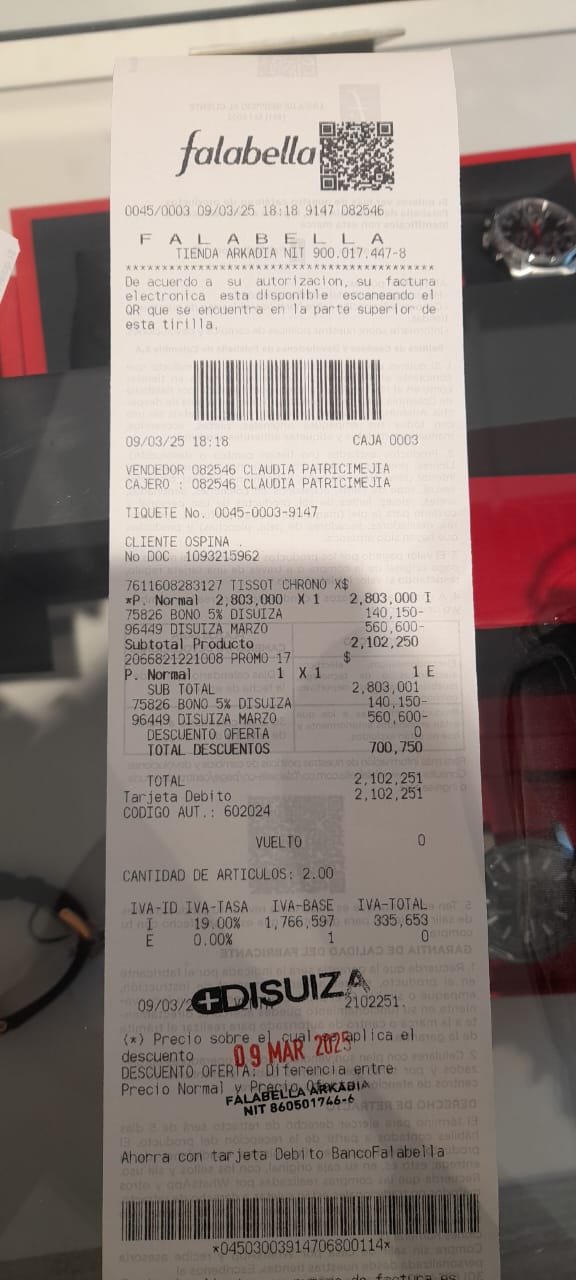 falabella
0045/0003 09/03/25 18:18 9147 082546
F A L A B E L L A
TIENDA ARKADIA NIT 900.017.447-8
****************************************
De acuerdo a su autorizacion, su factura
electronica esta disponible escaneando el
QR que se encuentra en la parte superior de
esta tirilla.
09/03/25 18:18 CAJA 0003
VENDEDOR 082546 CLAUDIA PATRICIMEJIA
CAJERO : 082546 CLAUDIA PATRICIMEJIA
TIQUETE No. 0045-0003-9147
CLIENTE OSPINA .
No DOC 1093215962
7611608283127 TISSOT CHRONO X$
*P. Normal 2,803,000 X 1 2,803,000 I
75826 BONO 5% DISUIZA 140,150-
96449 DISUIZA MARZO 560,600-
Subtotal Producto 2,102,250
2066821221008 PROMO 17 $
P. Normal 1 X 1 1 E
SUB TOTAL 2,803,001
75826 BONO 5% DISUIZA 140,150-
96449 DISUIZA MARZO 560,600-
DESCUENTO OFERTA 0
TOTAL DESCUENTOS 700,750
TOTAL 2,102,251
Tarjeta Debito 2,102,251
CODIGO AUT.: 602024
VUELTO 0
CANTIDAD DE ARTICULOS: 2.00
IVA-ID IVA-TASA IVA-BASE IVA-TOTAL
I 19.00% 1,766,597 335,653
E 0.00% 1 0
DISUIZA
09/03/2 2102251.
(*) Precio sobre el cual se aplica el
descuento
09 MAR 2025
DESCUENTO OFERTA: Diferencia entre
Precio Normal y Precio Oferta
FALABELLA ARKADIA
NIT 860501746-6
Ahorra con tarjeta Debito BancoFalabella
*04503003914706800114*